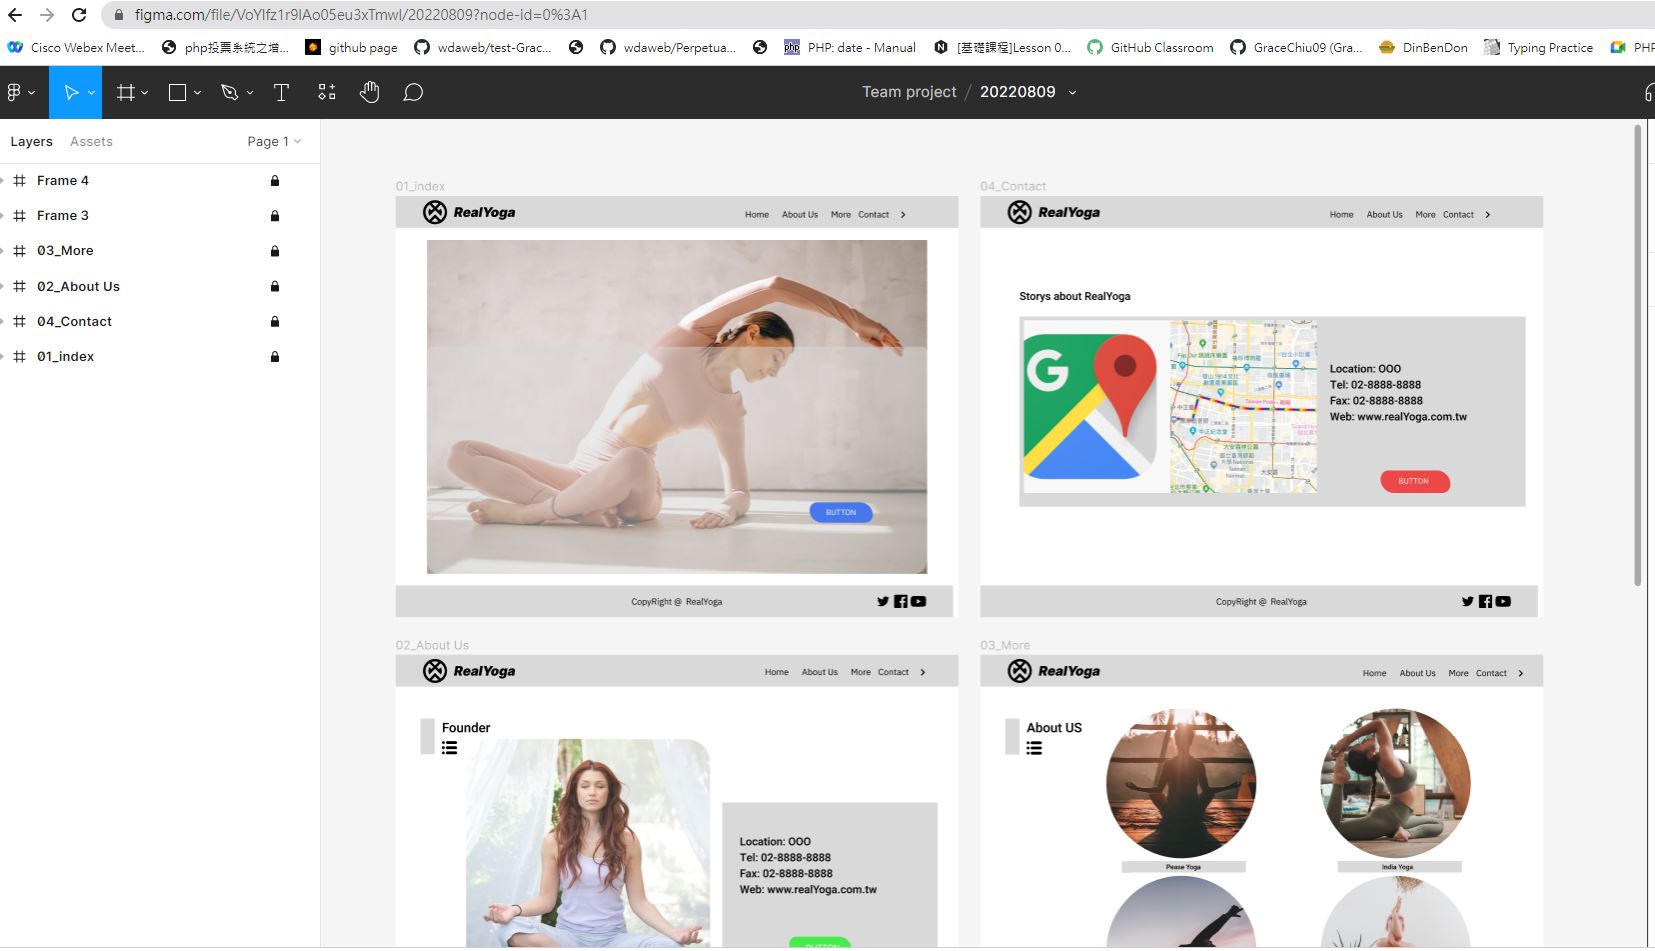 figma.com/file/VoYIfz1r9IAo05eu3xTmwI/20220809?node-id=0%3A1
Cisco Webex Meet...
php投票系統之增...
github page
wdaweb/test-Grac...
wdaweb/Perpetua...
php
PHP: date - Manual
[基礎課程]Lesson 0...
GitHub Classroom
GraceChiu09 (Gra...
DinBenDon
Typing Practice
PHP
Team project / 20220809
Layers
Assets
Page 1
Frame 4
Frame 3
03_More
02_About Us
04_Contact
01_index
01_index
RealYoga
Home About Us More Contact
BUTTON
CopyRight @ RealYoga
04_Contact
RealYoga
Home About Us More Contact
Storys about RealYoga
G
Location: OOO
Tel: 02-8888-8888
Fax: 02-8888-8888
Web: www.realYoga.com.tw
BUTTON
CopyRight @ RealYoga
02_About Us
RealYoga
Home About Us More Contact
Founder
Location: OOO
Tel: 02-8888-8888
Fax: 02-8888-8888
Web: www.realYoga.com.tw
BUTTON
03_More
RealYoga
Home About Us More Contact
About US
Pease Yoga
India Yoga